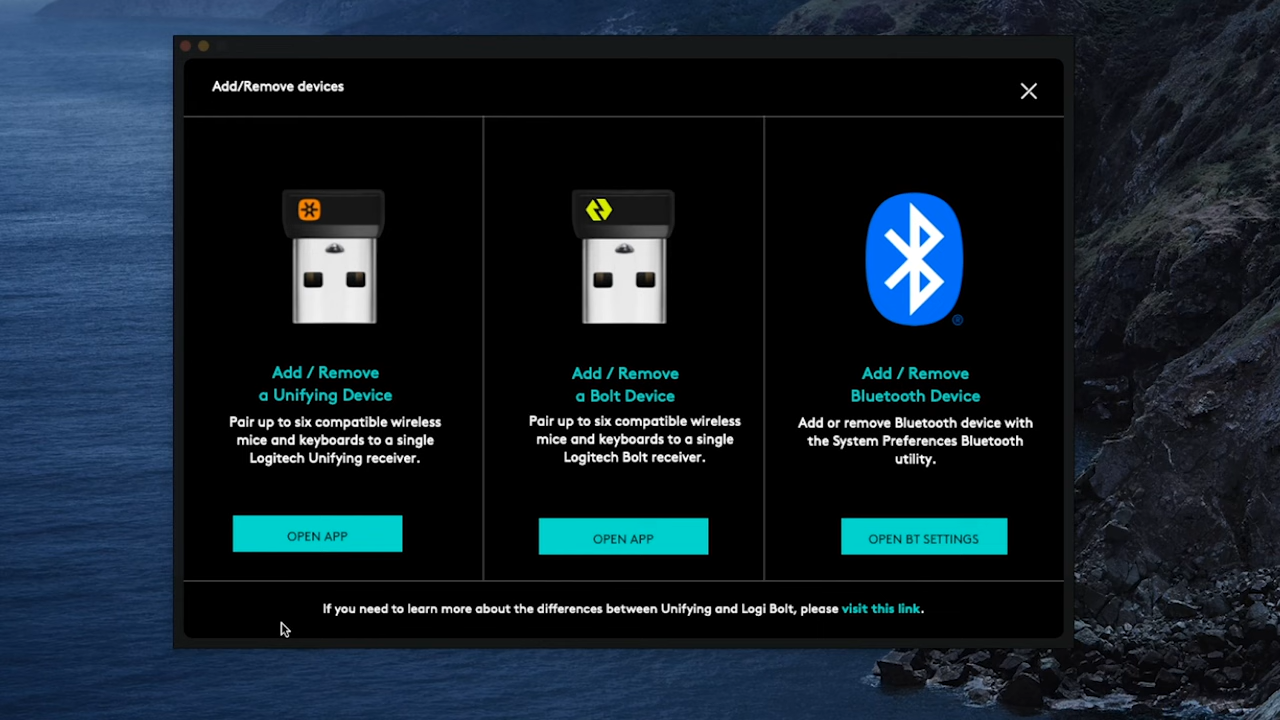 Add/Remove devices
Add / Remove
a Unifying Device
Pair up to six compatible wireless
mice and keyboards to a single
Logitech Unifying receiver.
OPEN APP
Add / Remove
a Bolt Device
Pair up to six compatible wireless
mice and keyboards to a single
Logitech Bolt receiver.
OPEN APP
®
Add / Remove
Bluetooth Device
Add or remove Bluetooth device with
the System Preferences Bluetooth
utility.
OPEN BT SETTINGS
If you need to learn more about the differences between Unifying and Logi Bolt, please visit this link.